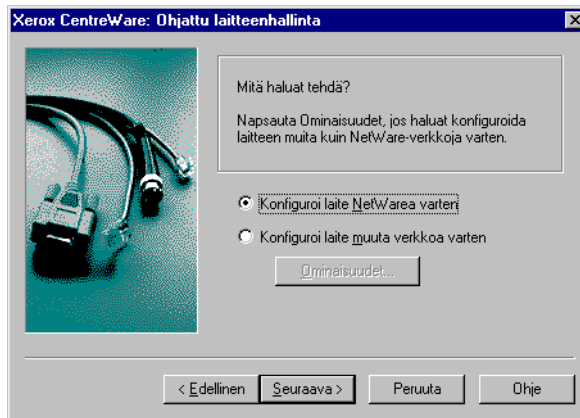 Xerox CentreWare: Ohjattu laitteenhallinta
Mitä haluat tehdä?
Napsauta Ominaisuudet, jos haluat konfiguroida
laitteen muita kuin NetWare-verkkoja varten.
Konfiguroi laite NetWarea varten
Konfiguroi laite muuta verkkoa varten
Ominaisuudet...
< Edellinen
Seuraava >
Peruuta
Ohje